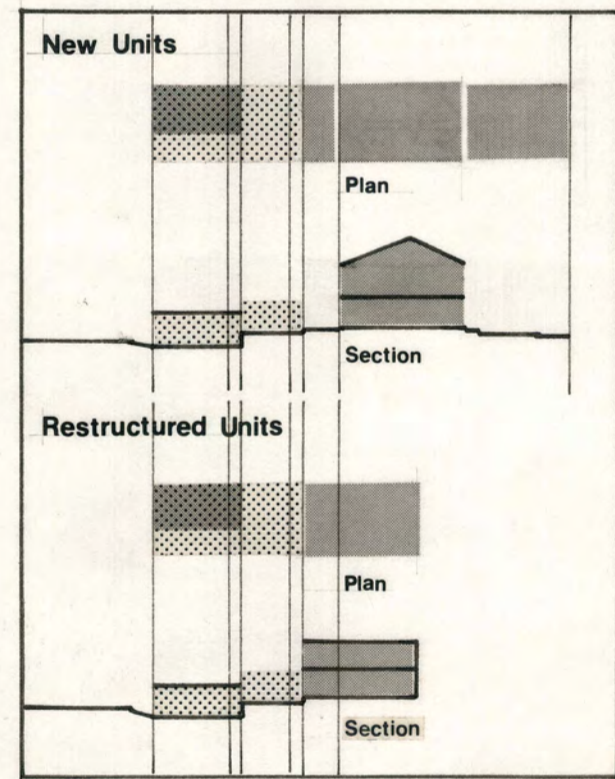 New Units
Plan
Section
Restructured Units
Plan
Section